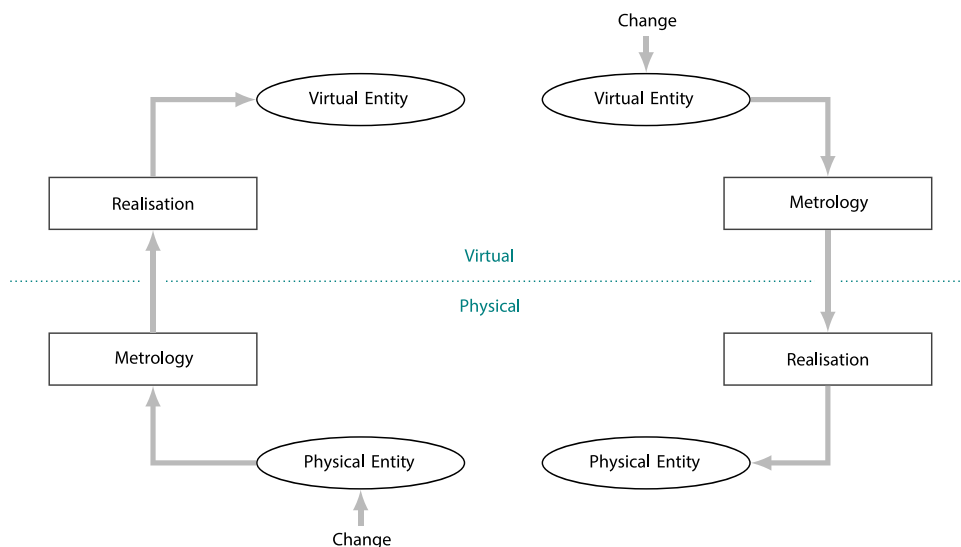 Change
Virtual Entity
Virtual Entity
Realisation
Metrology
Virtual
Physical
Metrology
Realisation
Physical Entity
Physical Entity
Change